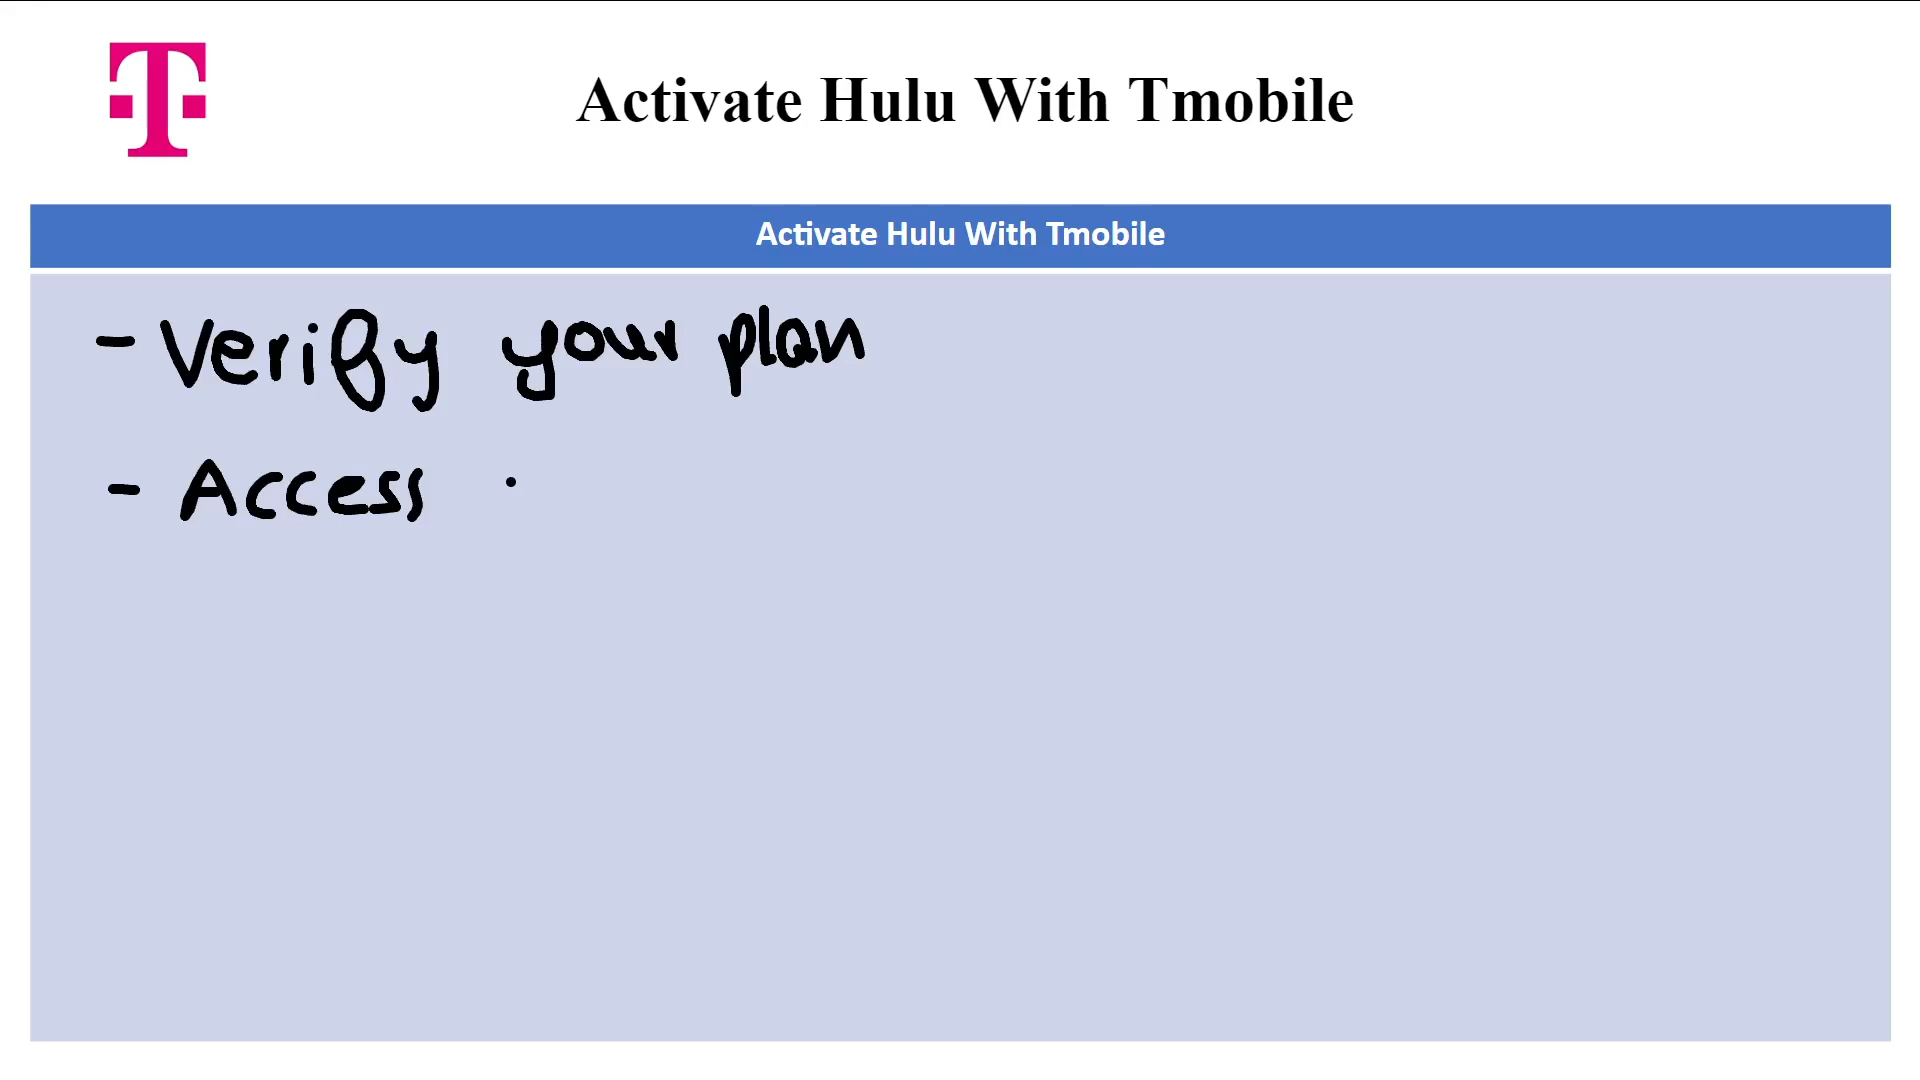 Activate Hulu With Tmobile
Activate Hulu With Tmobile
- Verify your plan
- Access